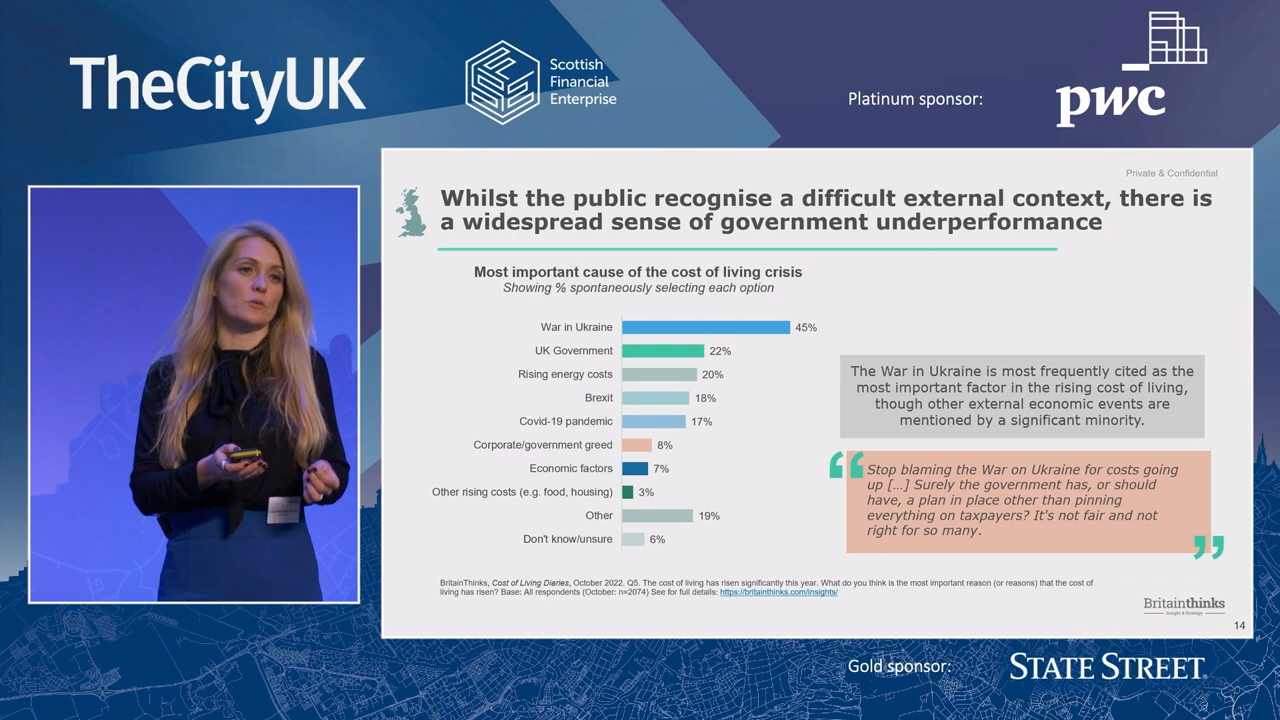 TheCityUK
Scottish
Financial
Enterprise
Platinum sponsor:
pwc
Private & Confidential
Whilst the public recognise a difficult external context, there is
a widespread sense of government underperformance
Most important cause of the cost of living crisis
Showing % spontaneously selecting each option
War in Ukraine 45%
UK Government 22%
Rising energy costs 20%
Brexit 18%
Covid-19 pandemic 17%
Corporate/government greed 8%
Economic factors 7%
Other rising costs (e.g. food, housing) 3%
Other 19%
Don't know/unsure 6%
The War in Ukraine is most frequently cited as the
most important factor in the rising cost of living,
though other external economic events are
mentioned by a significant minority.
“Stop blaming the War on Ukraine for costs going
up [...] Surely the government has, or should
have, a plan in place other than pinning
everything on taxpayers? It's not fair and not
right for so many.”
BritainThinks, Cost of Living Diaries, October 2022. Q5. The cost of living has risen significantly this year. What do you think is the most important reason (or reasons) that the cost of
living has risen? Base: All respondents (October: n=2074) See for full details: https://britainthinks.com/insights/
Britainthinks
Insight & Strategy
14
Gold sponsor:
STATE STREET.